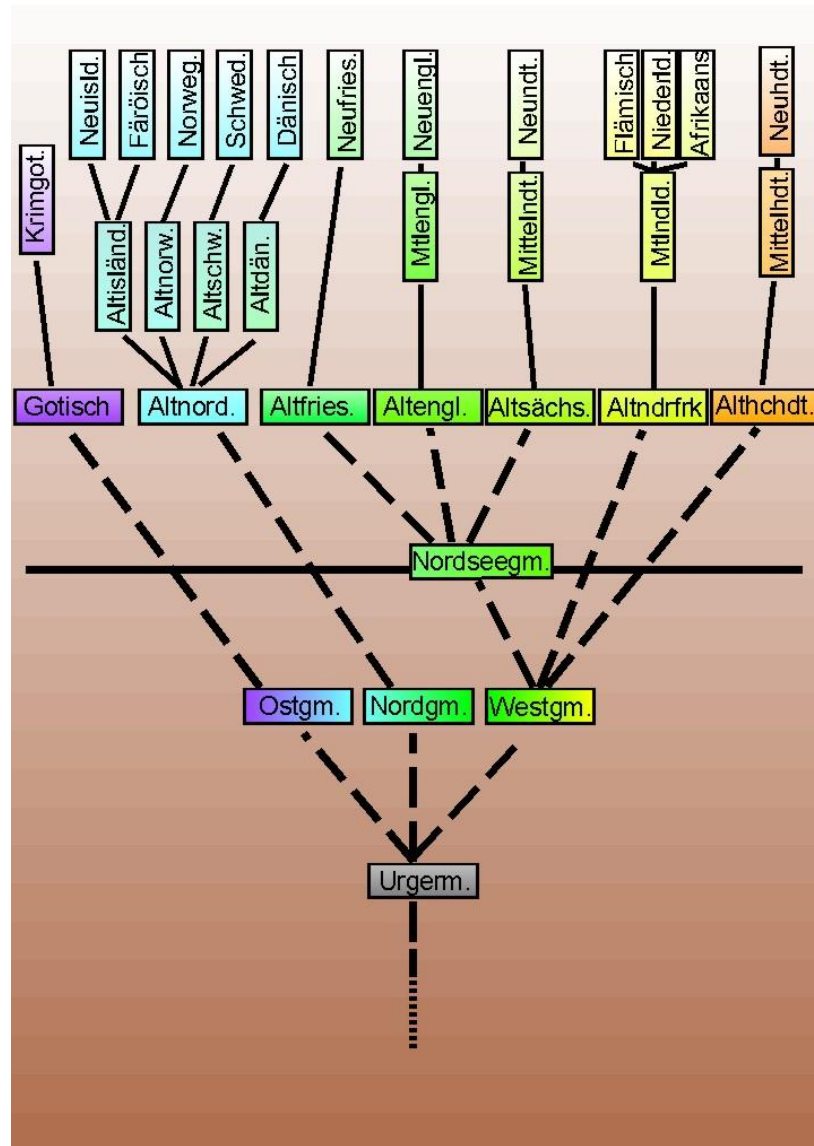 Neuisld.
Färöisch
Norweg.
Schwed.
Dänisch
Neufries.
Neuengl.
Neundt.
Flämisch
Niederld.
Afrikaans
Neuhdt.
Krimgot.
Altisländ.
Altnorw.
Altschw.
Altdän.
Mtlengl.
Mittelndt.
Mtlndld.
Mittelhdt.
Gotisch
Altnord.
Altfries.
Altengl.
Altsächs.
Altndrfrk
Althchdt.
Nordseegm.
Ostgm.
Nordgm.
Westgm.
Urgerm.